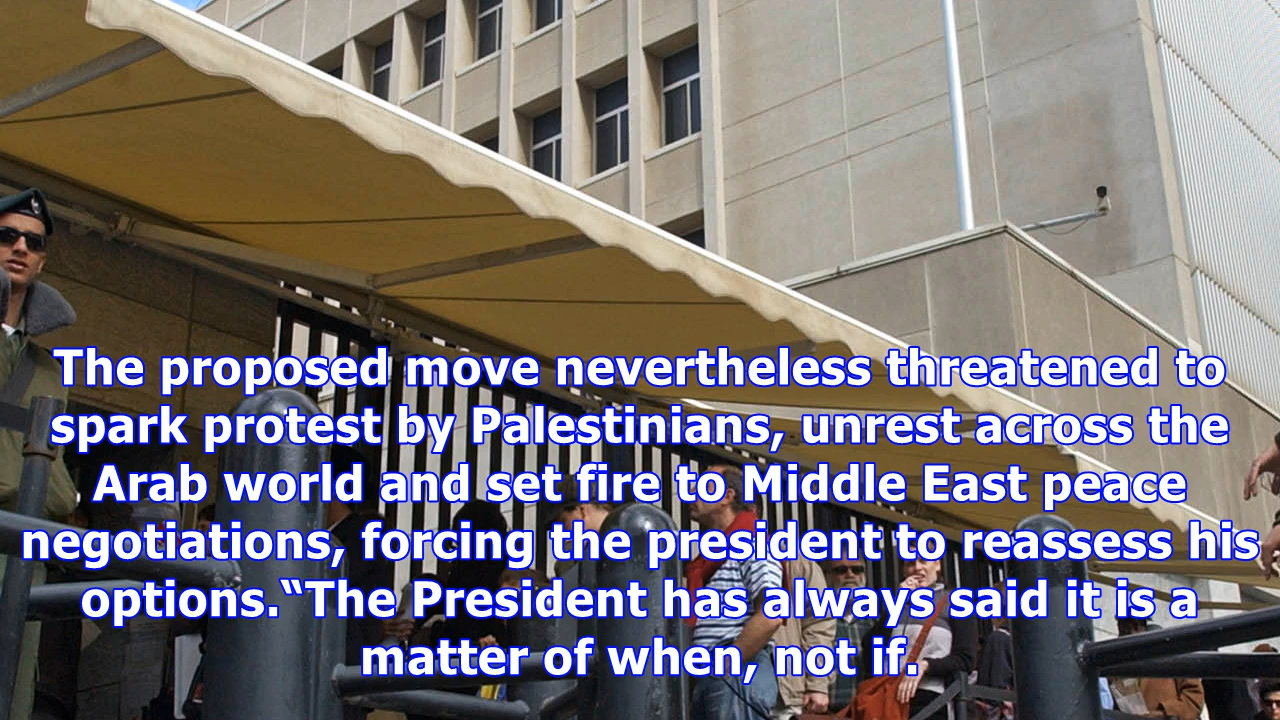 The proposed move nevertheless threatened to
spark protest by Palestinians, unrest across the
Arab world and set fire to Middle East peace
negotiations, forcing the president to reassess his
options.“The President has always said it is a
matter of when, not if.